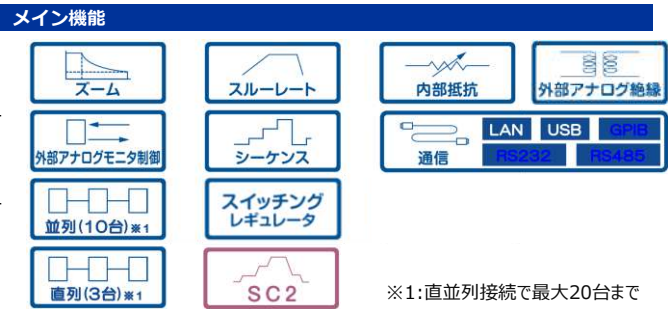 メイン機能
ズーム
スルーレート
内部抵抗
外部アナログ絶縁
外部アナログモニタ制御
シーケンス
通信
LAN USB GPIB
RS232 RS485
並列(10台)※1
スイッチング
レギュレータ
直列(3台)※1
SC2
※1:直並列接続で最大20台まで